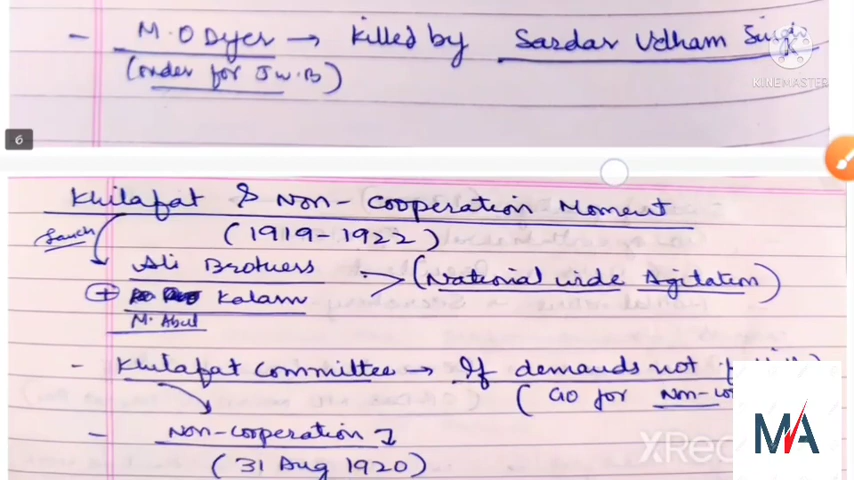 - M.O Dyer → Killed by Sardar Udham Singh
(order for J.W.B)
KINEMASTER
6
Khilafat & Non-Cooperation Moment
(1919-1922)
Lauch
Ali Brothers → (National wide Agitation)
+ Kalam
M. Abul
- Khilafat Committee → If demands not
(Go for Non-co
- Non-cooperation I
(31 Aug 1920)
XRec
MA